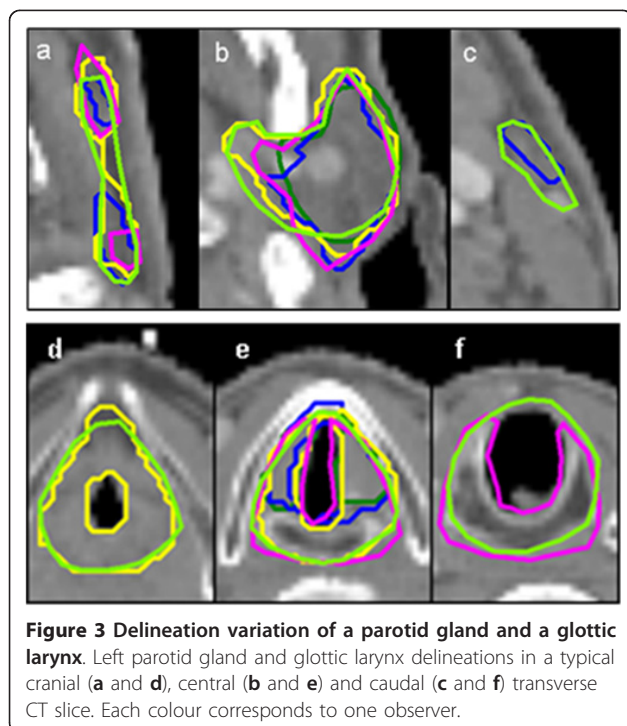 a
b
c
d
e
f
Figure 3 Delineation variation of a parotid gland and a glottic
larynx. Left parotid gland and glottic larynx delineations in a typical
cranial (a and d), central (b and e) and caudal (c and f) transverse
CT slice. Each colour corresponds to one observer.